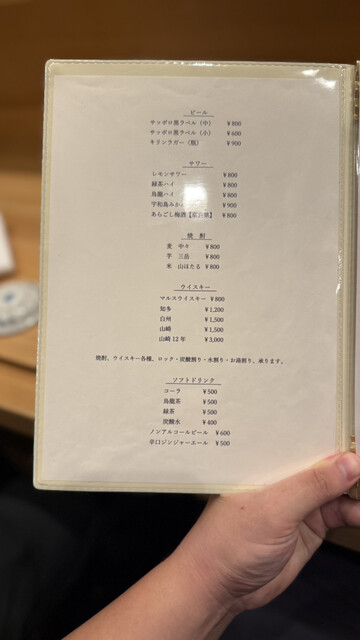 ビール
サッポロ黒ラベル（中） ¥800
サッポロ黒ラベル（小） ¥600
キリンラガー（瓶） ¥900
サワー
レモンサワー ¥800
緑茶ハイ ¥800
烏龍ハイ ¥800
宇和島みかん ¥900
あらごし梅酒 ¥800
焼酎
麦 中々 ¥800
芋 三岳 ¥800
米 山ほたる ¥800
ウイスキー
マルスウイスキー ¥800
知多 ¥1,200
白州 ¥1,500
山崎 ¥1,500
山崎12年 ¥3,000
焼酎、ウイスキー各種、ロック・炭酸割り・水割り・お湯割り、承ります。
ソフトドリンク
コーラ ¥500
烏龍茶 ¥500
緑茶 ¥500
炭酸水 ¥400
ノンアルコールビール ¥600
辛口ジンジャーエール ¥500